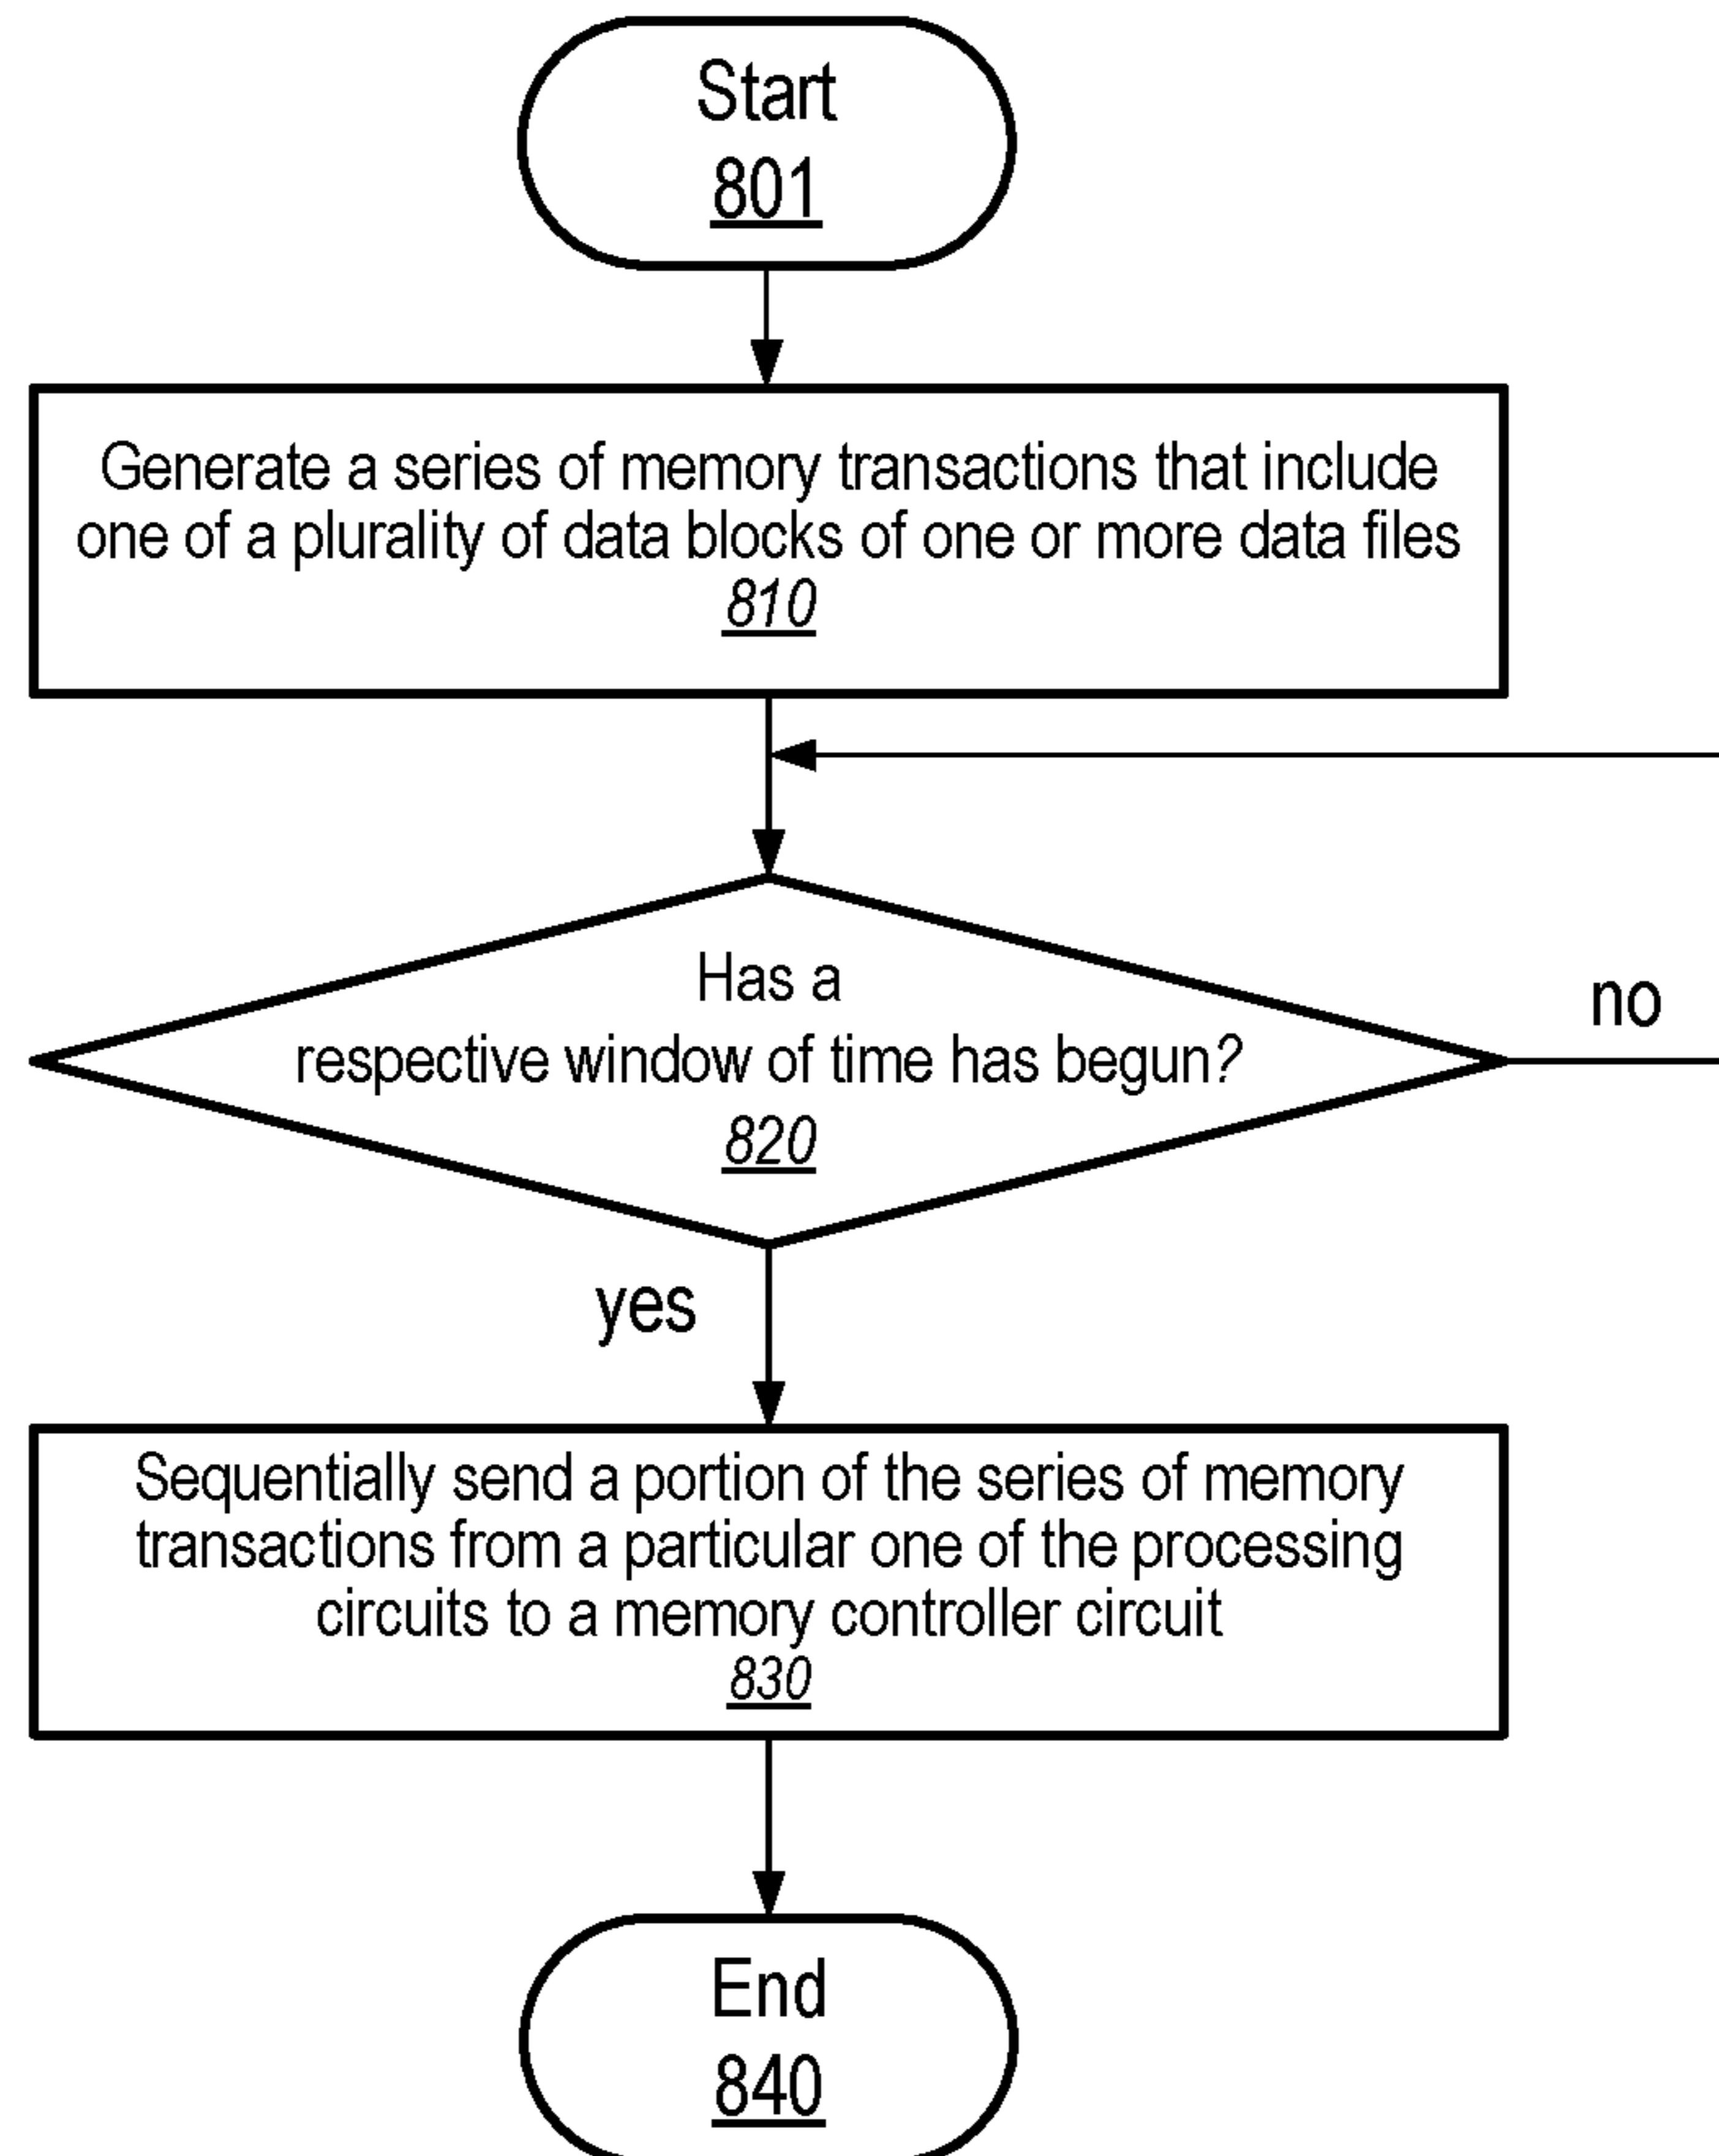 Start
801
Generate a series of memory transactions that include
one of a plurality of data blocks of one or more data files
810
Has a
respective window of time has begun?
820
no
yes
Sequentially send a portion of the series of memory
transactions from a particular one of the processing
circuits to a memory controller circuit
830
End
840